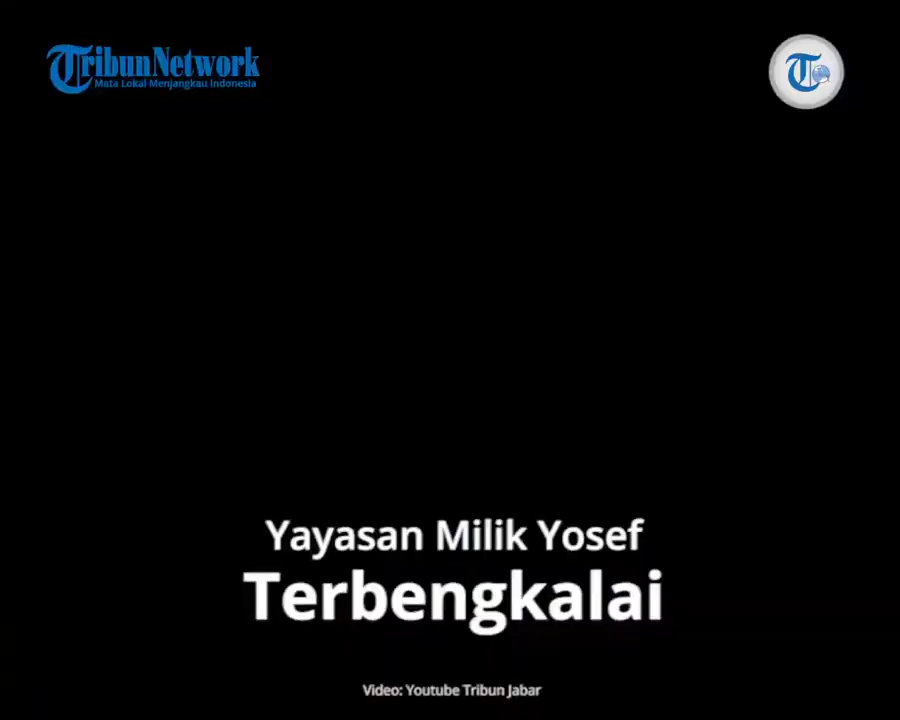 TribunNetwork
Mata Lokal Menjangkau Indonesia
T
Yayasan Milik Yosef
Terbengkalai
Video: Youtube Tribun Jabar